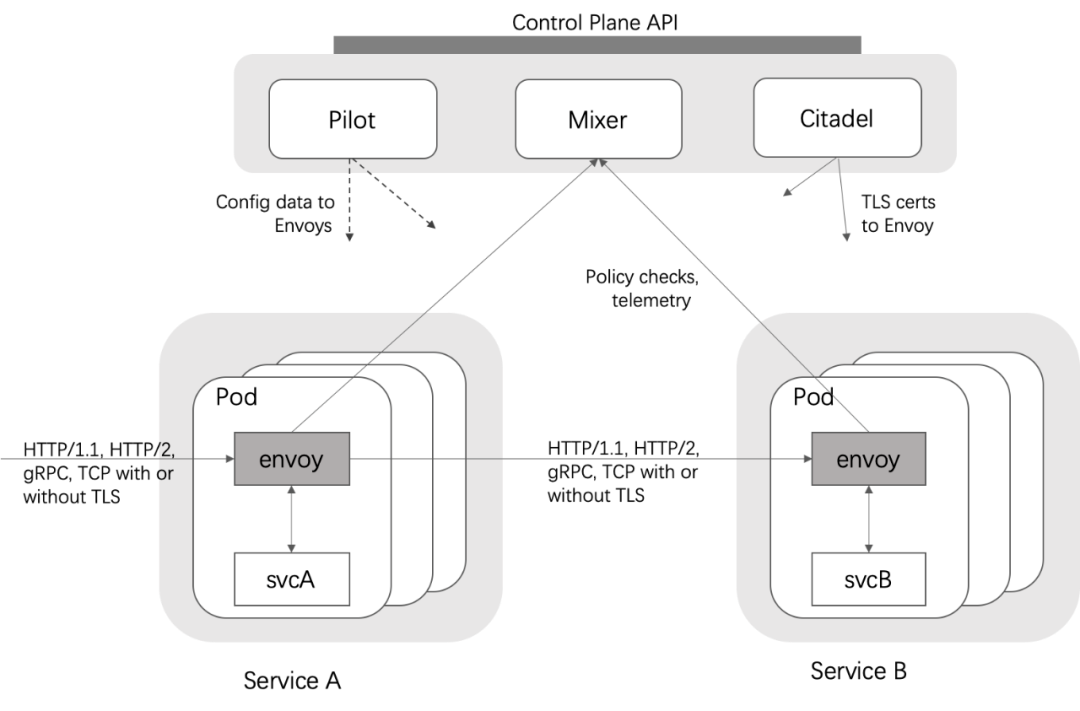 Control Plane API
Pilot
Mixer
Citadel
Config data to
Envoys
TLS certs
to Envoy
Policy checks,
telemetry
Pod
HTTP/1.1, HTTP/2,
gRPC, TCP with or
without TLS
envoy
svcA
HTTP/1.1, HTTP/2,
gRPC, TCP with or
without TLS
Pod
envoy
svcB
Service A
Service B